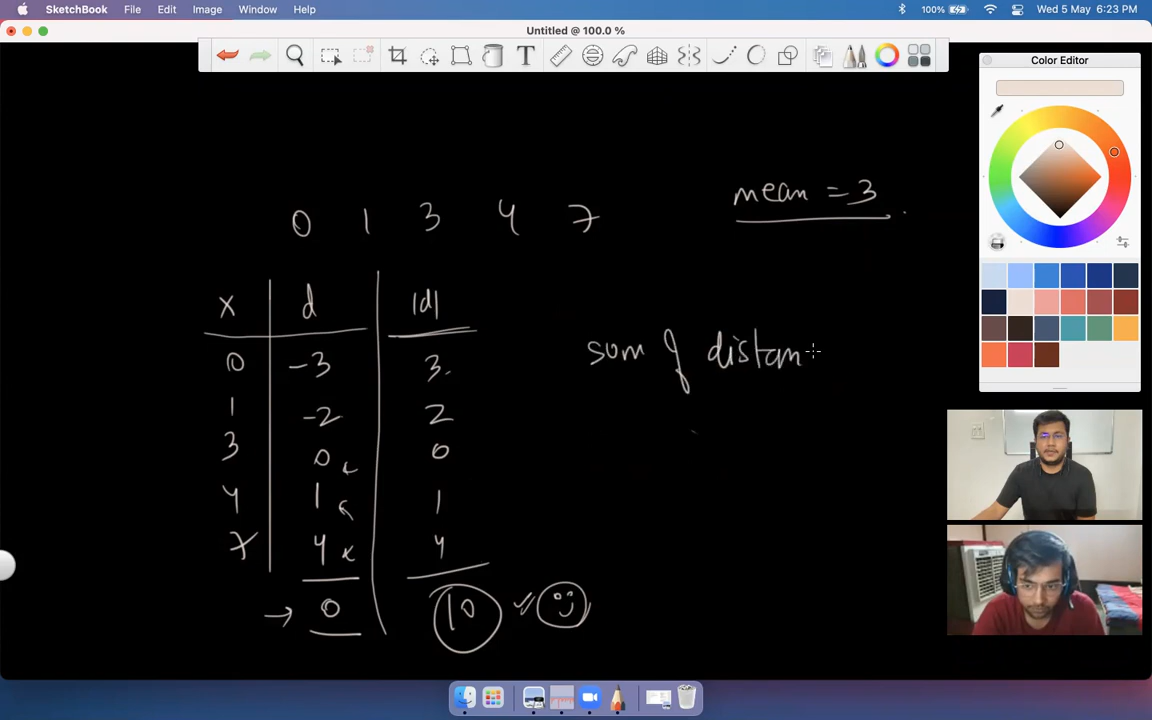 SketchBook File Edit Image Window Help 100% Wed 5 May 6:23 PM
Untitled @ 100.0 %
Color Editor
mean = 3
0 1 3 4 7
x d |d|
0 -3 3
1 -2 2
3 0 0
4 1 1
7 4 4
→ 0 10
sum of distan